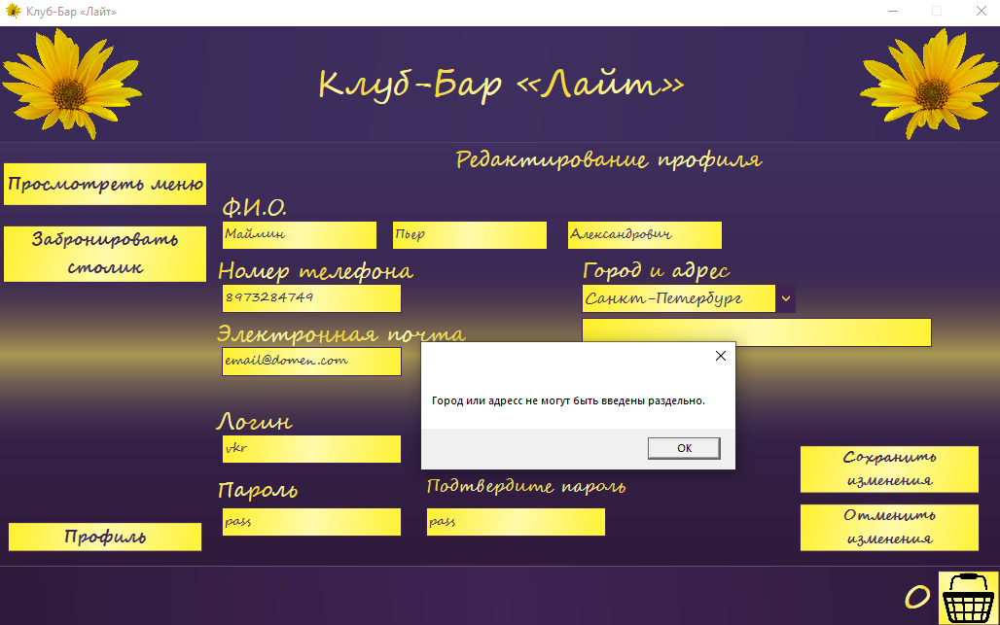 Клуб-Бар «Лайт»
Клуб-Бар «Лайт»
Редактирование профиля
Просмотреть меню
Забронировать
столик
Ф.И.О.
Маймин
Пьер
Александрович
Номер телефона
8973284749
Город и адрес
Санкт-Петербург
Электронная почта
email@domen.com
Город или адресс не могут быть введены раздельно.
OK
Логин
vkr
Пароль
pass
Подтвердите пароль
pass
Сохранить
изменения
Отменить
изменения
Профиль
0